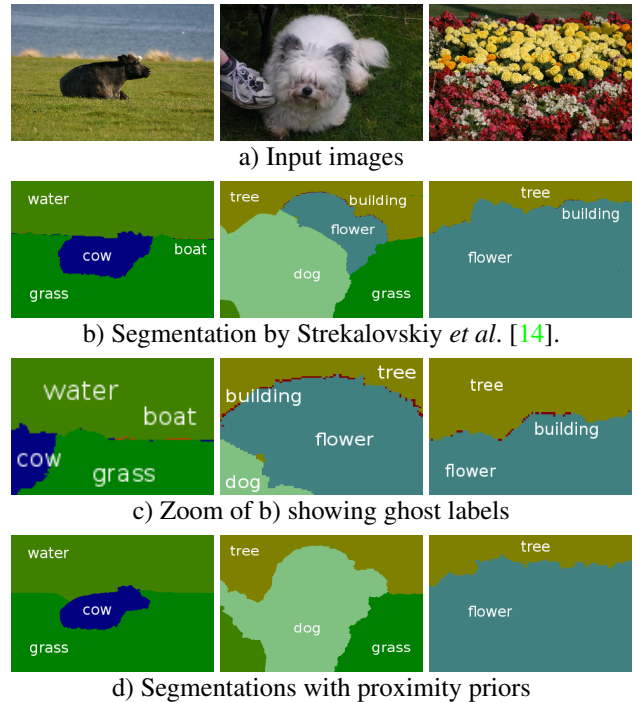 a) Input images
water
cow
boat
grass
tree
building
flower
dog
grass
tree
building
flower
b) Segmentation by Strekalovskiy et al. [14].
water
boat
cow
grass
tree
building
flower
dog
tree
building
flower
c) Zoom of b) showing ghost labels
water
cow
grass
tree
dog
grass
tree
flower
d) Segmentations with proximity priors